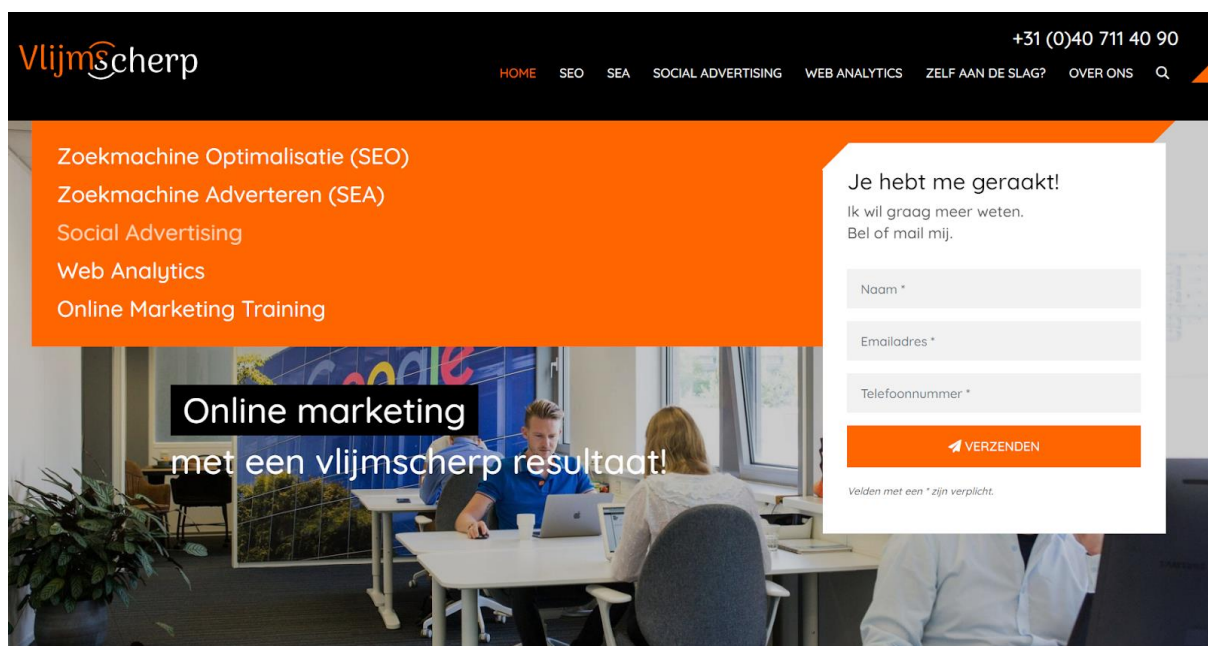 Vlijmscherp
+31 (0)40 711 40 90
HOME SEO SEA SOCIAL ADVERTISING WEB ANALYTICS ZELF AAN DE SLAG? OVER ONS
Zoekmachine Optimalisatie (SEO)
Zoekmachine Adverteren (SEA)
Social Advertising
Web Analytics
Online Marketing Training
Je hebt me geraakt!
Ik wil graag meer weten.
Bel of mail mij.
Naam *
Emailadres *
Telefoonnummer *
VERZENDEN
Velden met een * zijn verplicht.
Google
Online marketing
met een vlijmscherp resultaat!